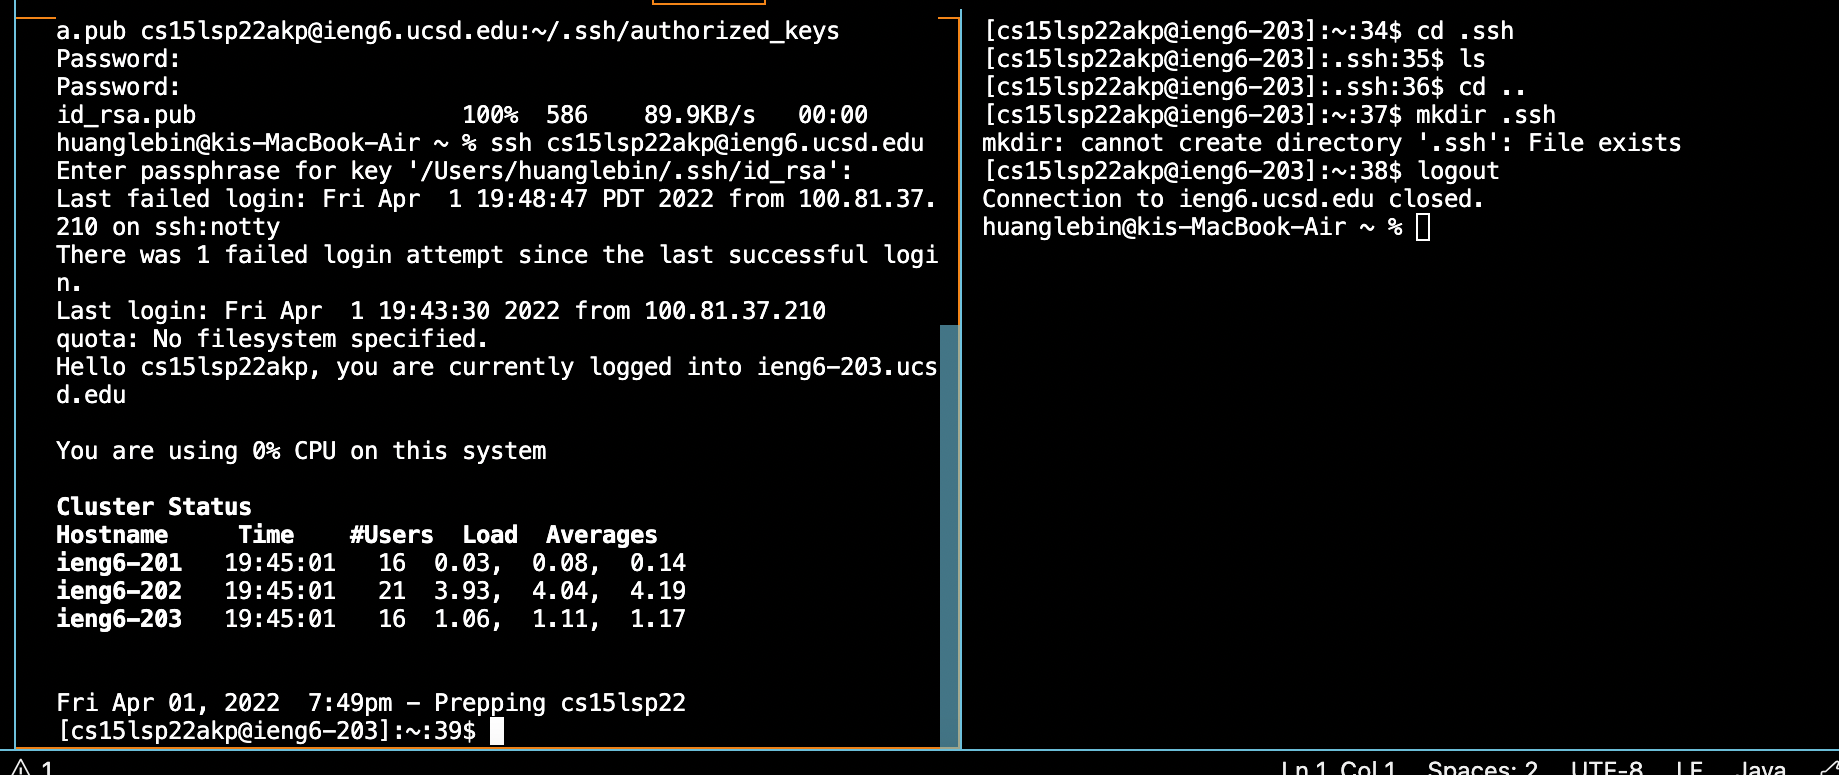 a.pub cs15lsp22akp@ieng6.ucsd.edu:~/.ssh/authorized_keys
Password:
Password:
id_rsa.pub                   100%  586    89.9KB/s   00:00
huanglebin@kis-MacBook-Air ~ % ssh cs15lsp22akp@ieng6.ucsd.edu
Enter passphrase for key '/Users/huanglebin/.ssh/id_rsa':
Last failed login: Fri Apr  1 19:48:47 PDT 2022 from 100.81.37.
210 on ssh:notty
There was 1 failed login attempt since the last successful logi
n.
Last login: Fri Apr  1 19:43:30 2022 from 100.81.37.210
quota: No filesystem specified.
Hello cs15lsp22akp, you are currently logged into ieng6-203.ucs
d.edu
You are using 0% CPU on this system
Cluster Status
Hostname     Time    #Users  Load  Averages
ieng6-201   19:45:01   16  0.03,  0.08,  0.14
ieng6-202   19:45:01   21  3.93,  4.04,  4.19
ieng6-203   19:45:01   16  1.06,  1.11,  1.17
Fri Apr 01, 2022  7:49pm - Prepping cs15lsp22
[cs15lsp22akp@ieng6-203]:~:39$
[cs15lsp22akp@ieng6-203]:~:34$ cd .ssh
[cs15lsp22akp@ieng6-203]:.ssh:35$ ls
[cs15lsp22akp@ieng6-203]:.ssh:36$ cd ..
[cs15lsp22akp@ieng6-203]:~:37$ mkdir .ssh
mkdir: cannot create directory '.ssh': File exists
[cs15lsp22akp@ieng6-203]:~:38$ logout
Connection to ieng6.ucsd.edu closed.
huanglebin@kis-MacBook-Air ~ %
1
Ln 1, Col 1   Spaces: 2   UTF-8   LF   Java